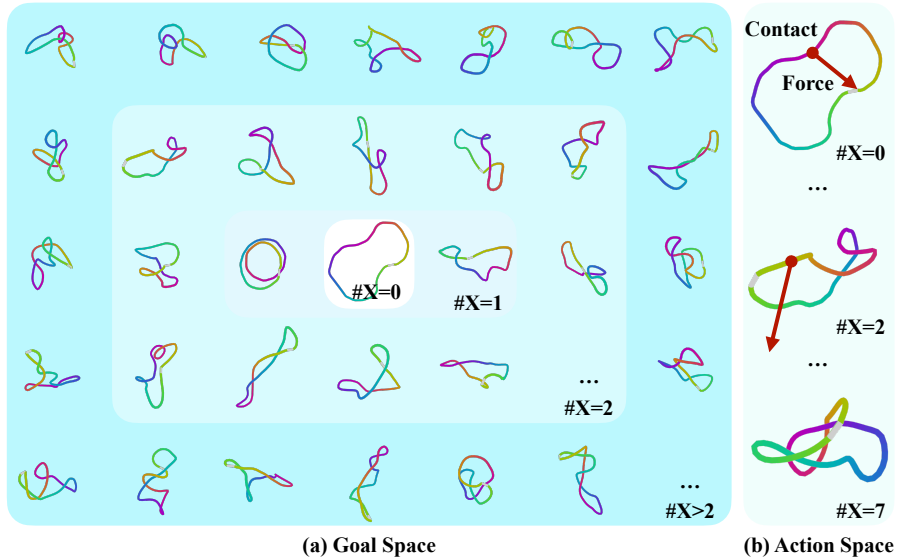 Contact
Force
#X=0
...
#X=0
#X=1
#X=2
...
...
#X=2
...
#X>2
#X=7
(a) Goal Space
(b) Action Space